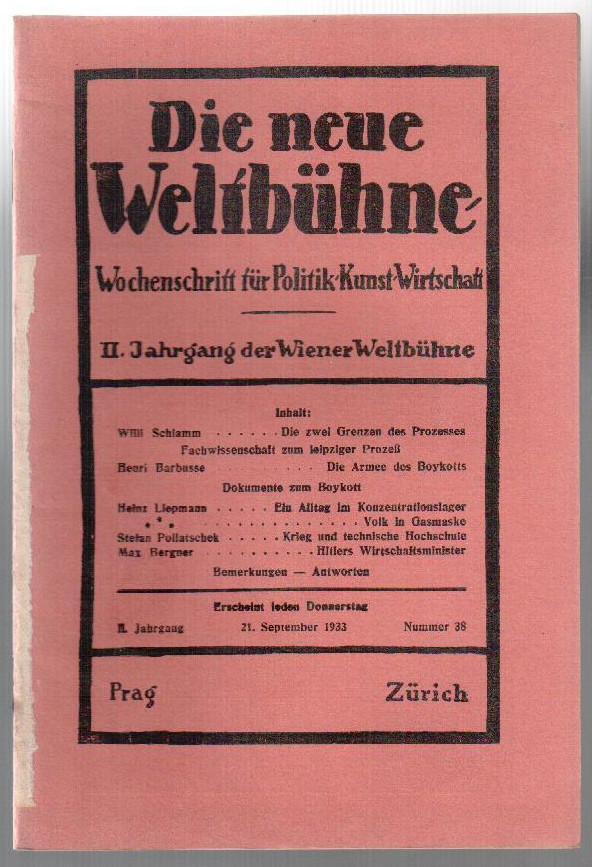 Die neue
Weltbühne
Wochenschrift für Politik·Kunst·Wirtschaft
II. Jahrgang der Wiener Weltbühne
Inhalt:
Willi Schlamm . . . . . . Die zwei Grenzen des Prozesses
Fachwissenschaft zum leipziger Prozeß
Henri Barbusse . . . . . . . . . Die Armee des Boykotts
Dokumente zum Boykott
Heinz Liepmann . . . . . Ein Alltag im Konzentrationslager
* * * . . . . . . . . . . . . . . . Volk in Gasmaske
Stefan Pollatschek . . . . . Krieg und technische Hochschule
Max Bergner . . . . . . . . . . Hitlers Wirtschaftsminister
Bemerkungen — Antworten
Erscheint jeden Donnerstag
II. Jahrgang 21. September 1933 Nummer 38
Prag Zürich